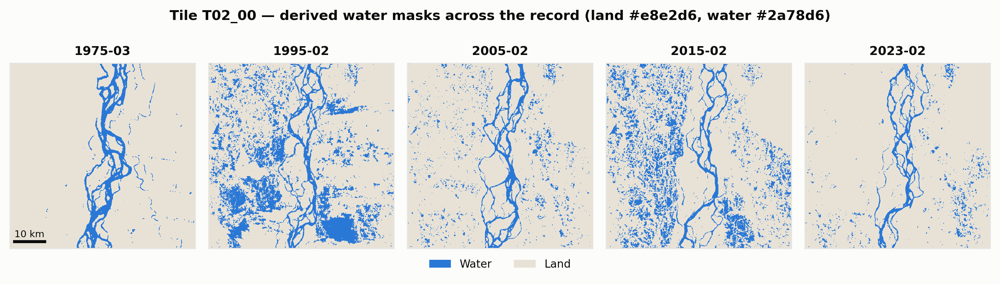 Tile T02_00 — derived water masks across the record (land #e8e2d6, water #2a78d6)
1975-03
1995-02
2005-02
2015-02
2023-02
10 km
Water
Land